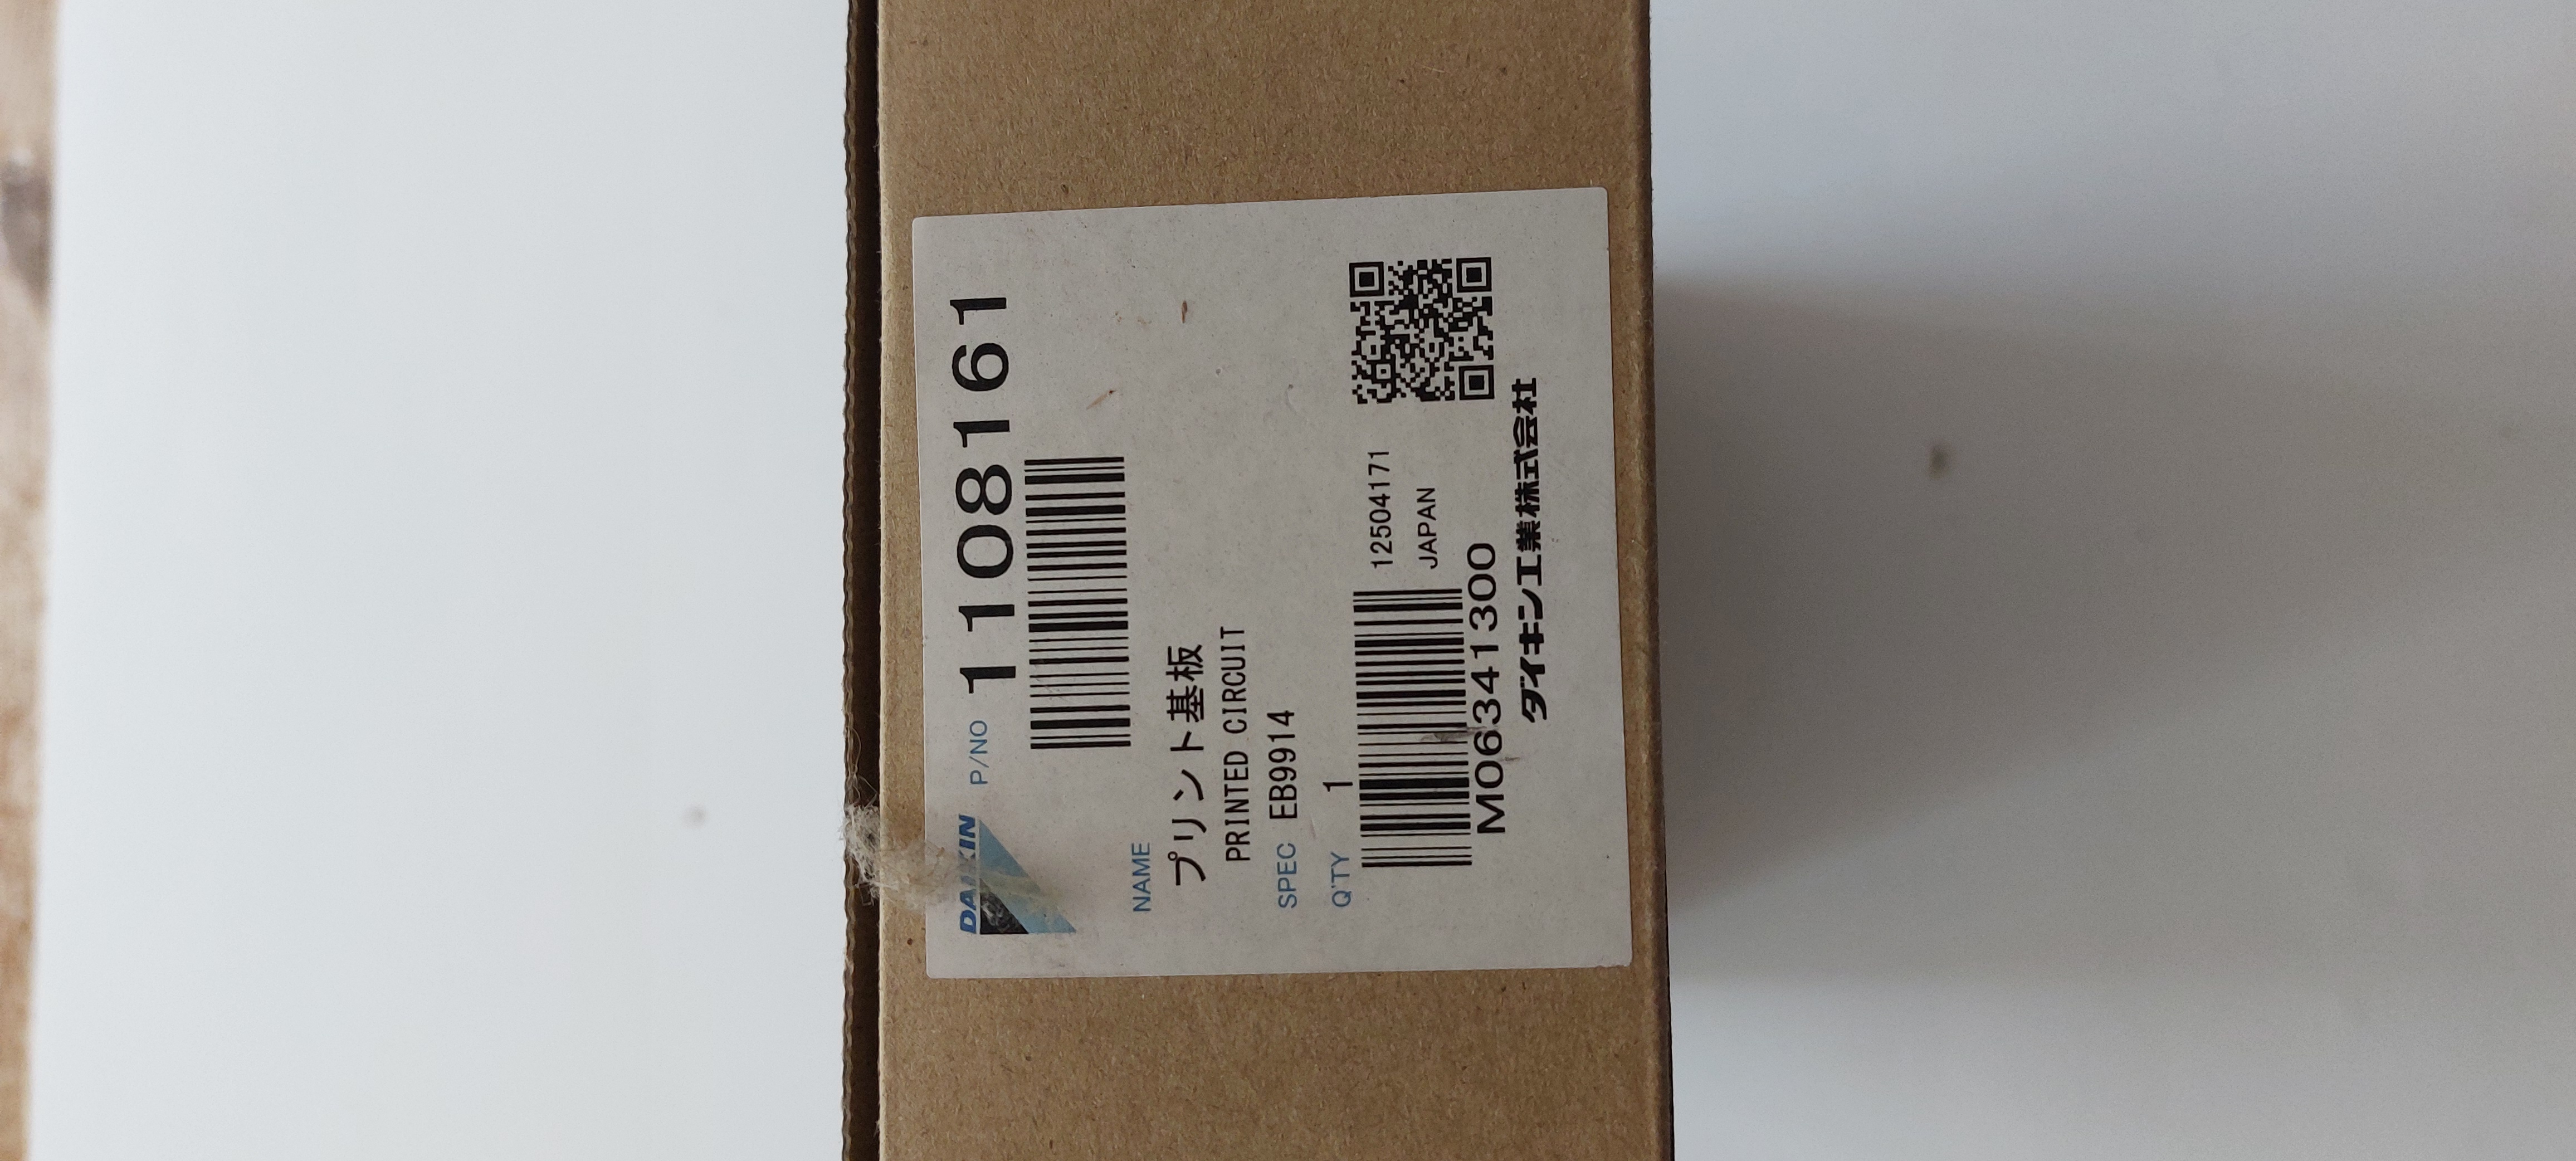 DAIKIN P/NO 1108161
NAME
プリント基板
PRINTED CIRCUIT
SPEC EB9914
Q'TY 1
12504171
JAPAN
M06341300
ダイキン工業株式会社